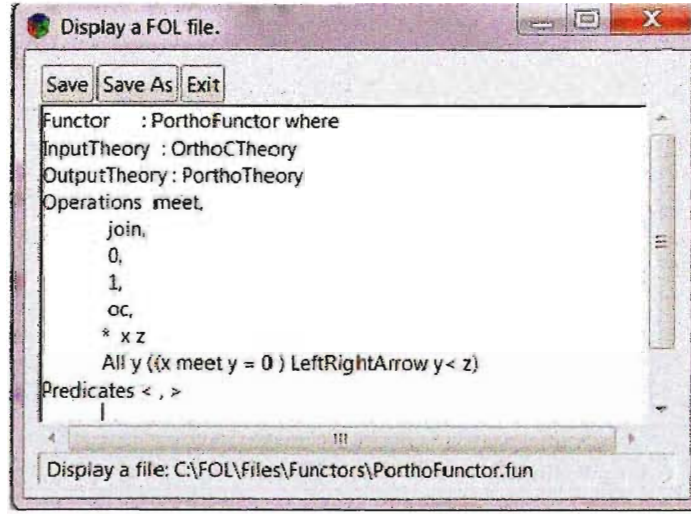 Display a FOL file.
Save Save As Exit
Functor : PorthoFunctor where
InputTheory : OrthoCTheory
OutputTheory : PorthoTheory
Operations meet,
join,
0,
1,
oc,
* x z
All y ((x meet y = 0 ) LeftRightArrow y< z)
Predicates < , >
Display a file: C:\FOL\Files\Functors\PorthoFunctor.fun